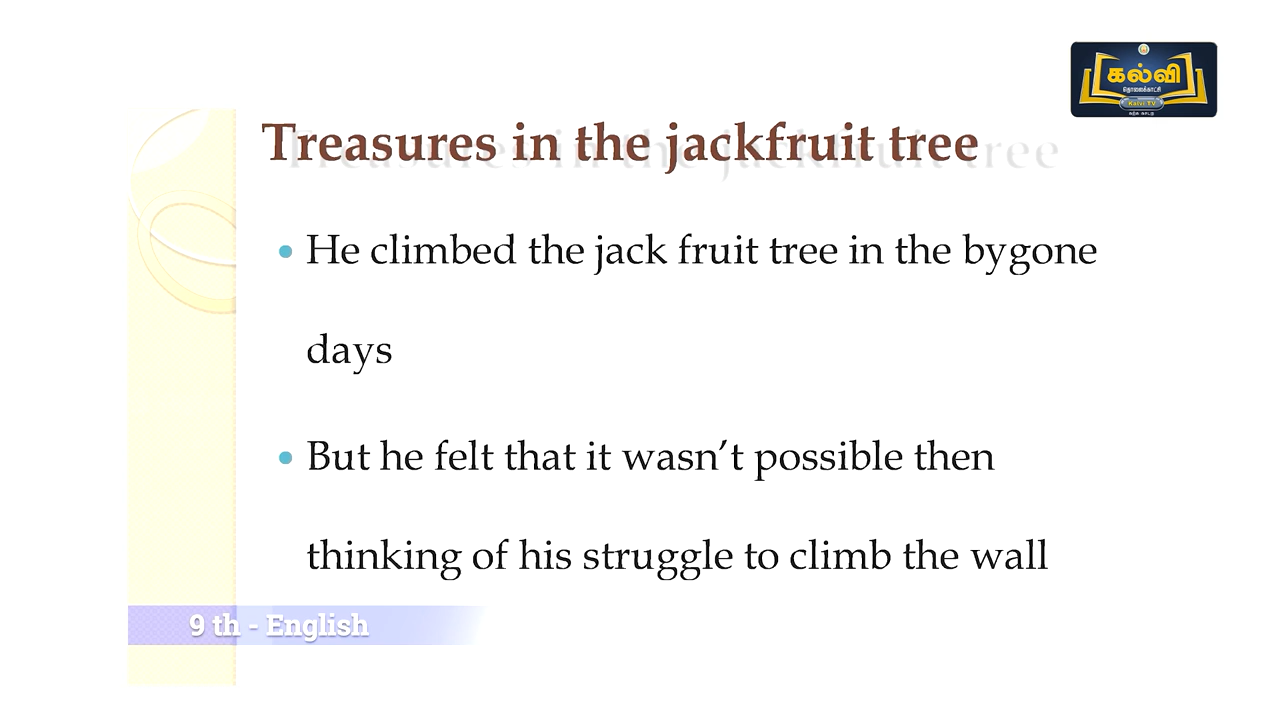 கல்வி
தொலைக்காட்சி
Kalvi TV
Treasures in the jackfruit tree
He climbed the jack fruit tree in the bygone
days
But he felt that it wasn't possible then
thinking of his struggle to climb the wall
9 th - English